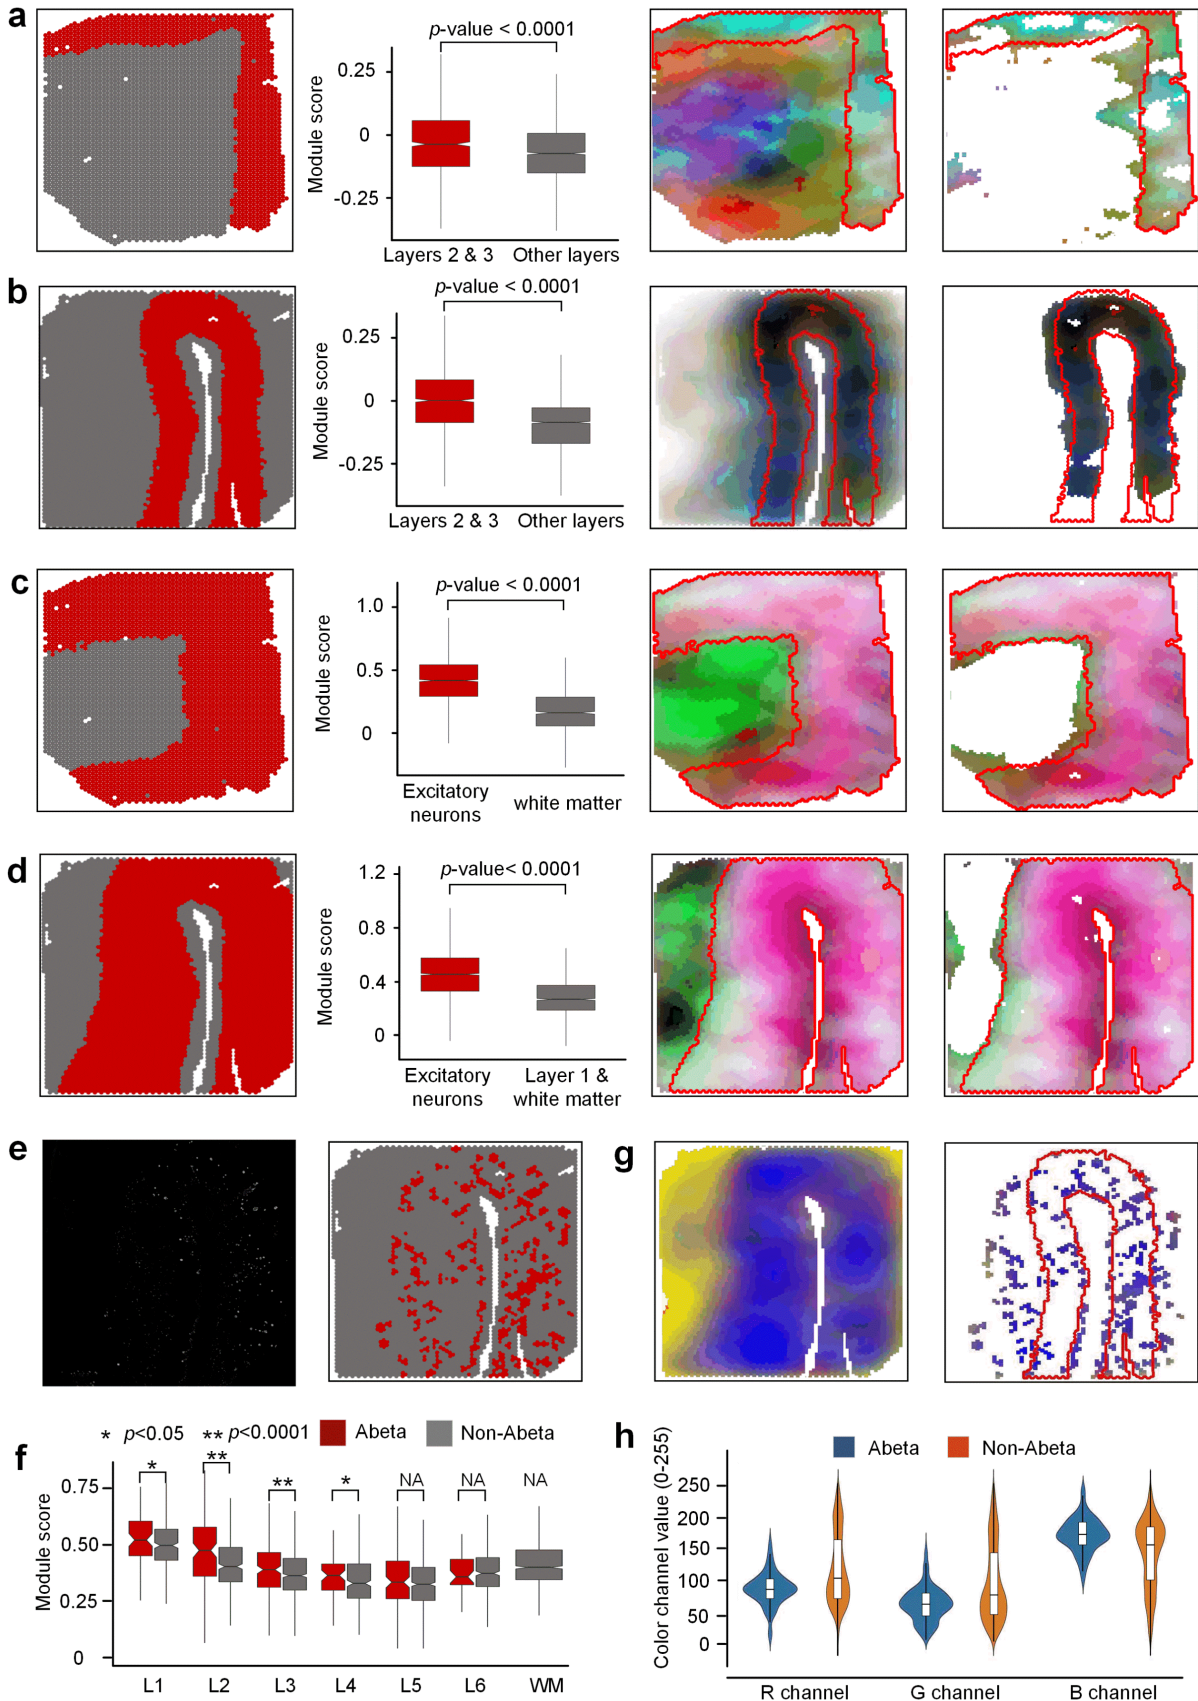 a
p-value < 0.0001
Module score
0.25
0
-0.25
Layers 2 & 3
Other layers
b
p-value < 0.0001
Module score
0.25
0
-0.25
Layers 2 & 3
Other layers
c
p-value < 0.0001
Module score
1.0
0.5
0
Excitatory
neurons
white matter
d
p-value< 0.0001
Module score
1.2
0.8
0.4
0
Excitatory
neurons
Layer 1 &
white matter
e
g
f
* p<0.05
** p<0.0001
Abeta
Non-Abeta
Module score
0.75
0.50
0.25
0
*
**
**
*
NA
NA
NA
L1
L2
L3
L4
L5
L6
WM
h
Abeta
Non-Abeta
Color channel value (0-255)
250
200
150
100
50
0
R channel
G channel
B channel